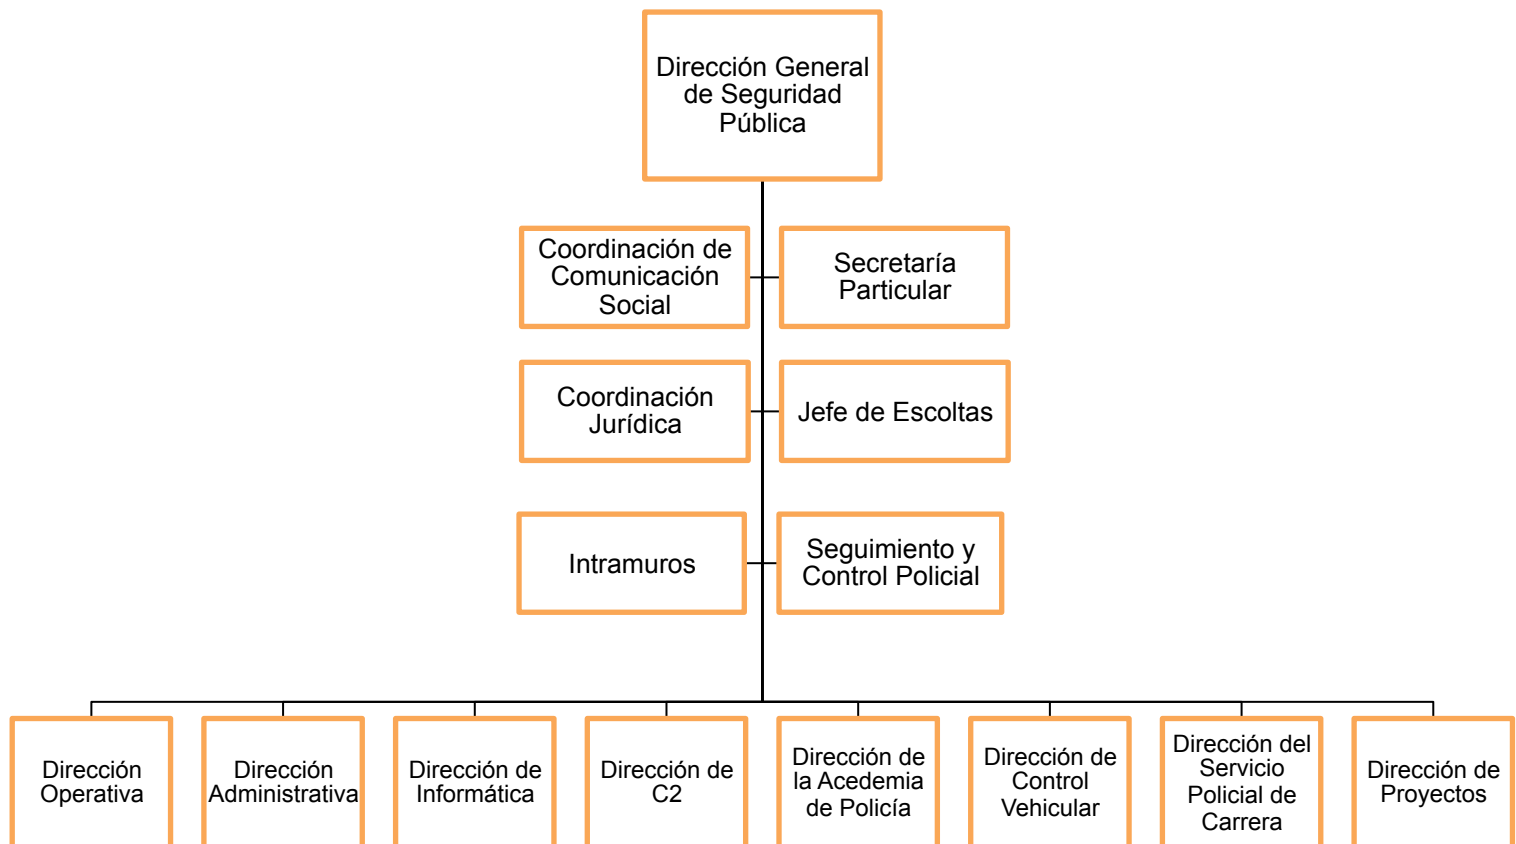 Dirección General
de Seguridad
Pública
Coordinación de
Comunicación
Social
Secretaría
Particular
Coordinación
Jurídica
Jefe de Escoltas
Intramuros
Seguimiento y
Control Policial
Dirección
Operativa
Dirección
Administrativa
Dirección de
Informática
Dirección de
C2
Dirección de
la Acedemia
de Policía
Dirección de
Control
Vehicular
Dirección del
Servicio
Policial de
Carrera
Dirección de
Proyectos